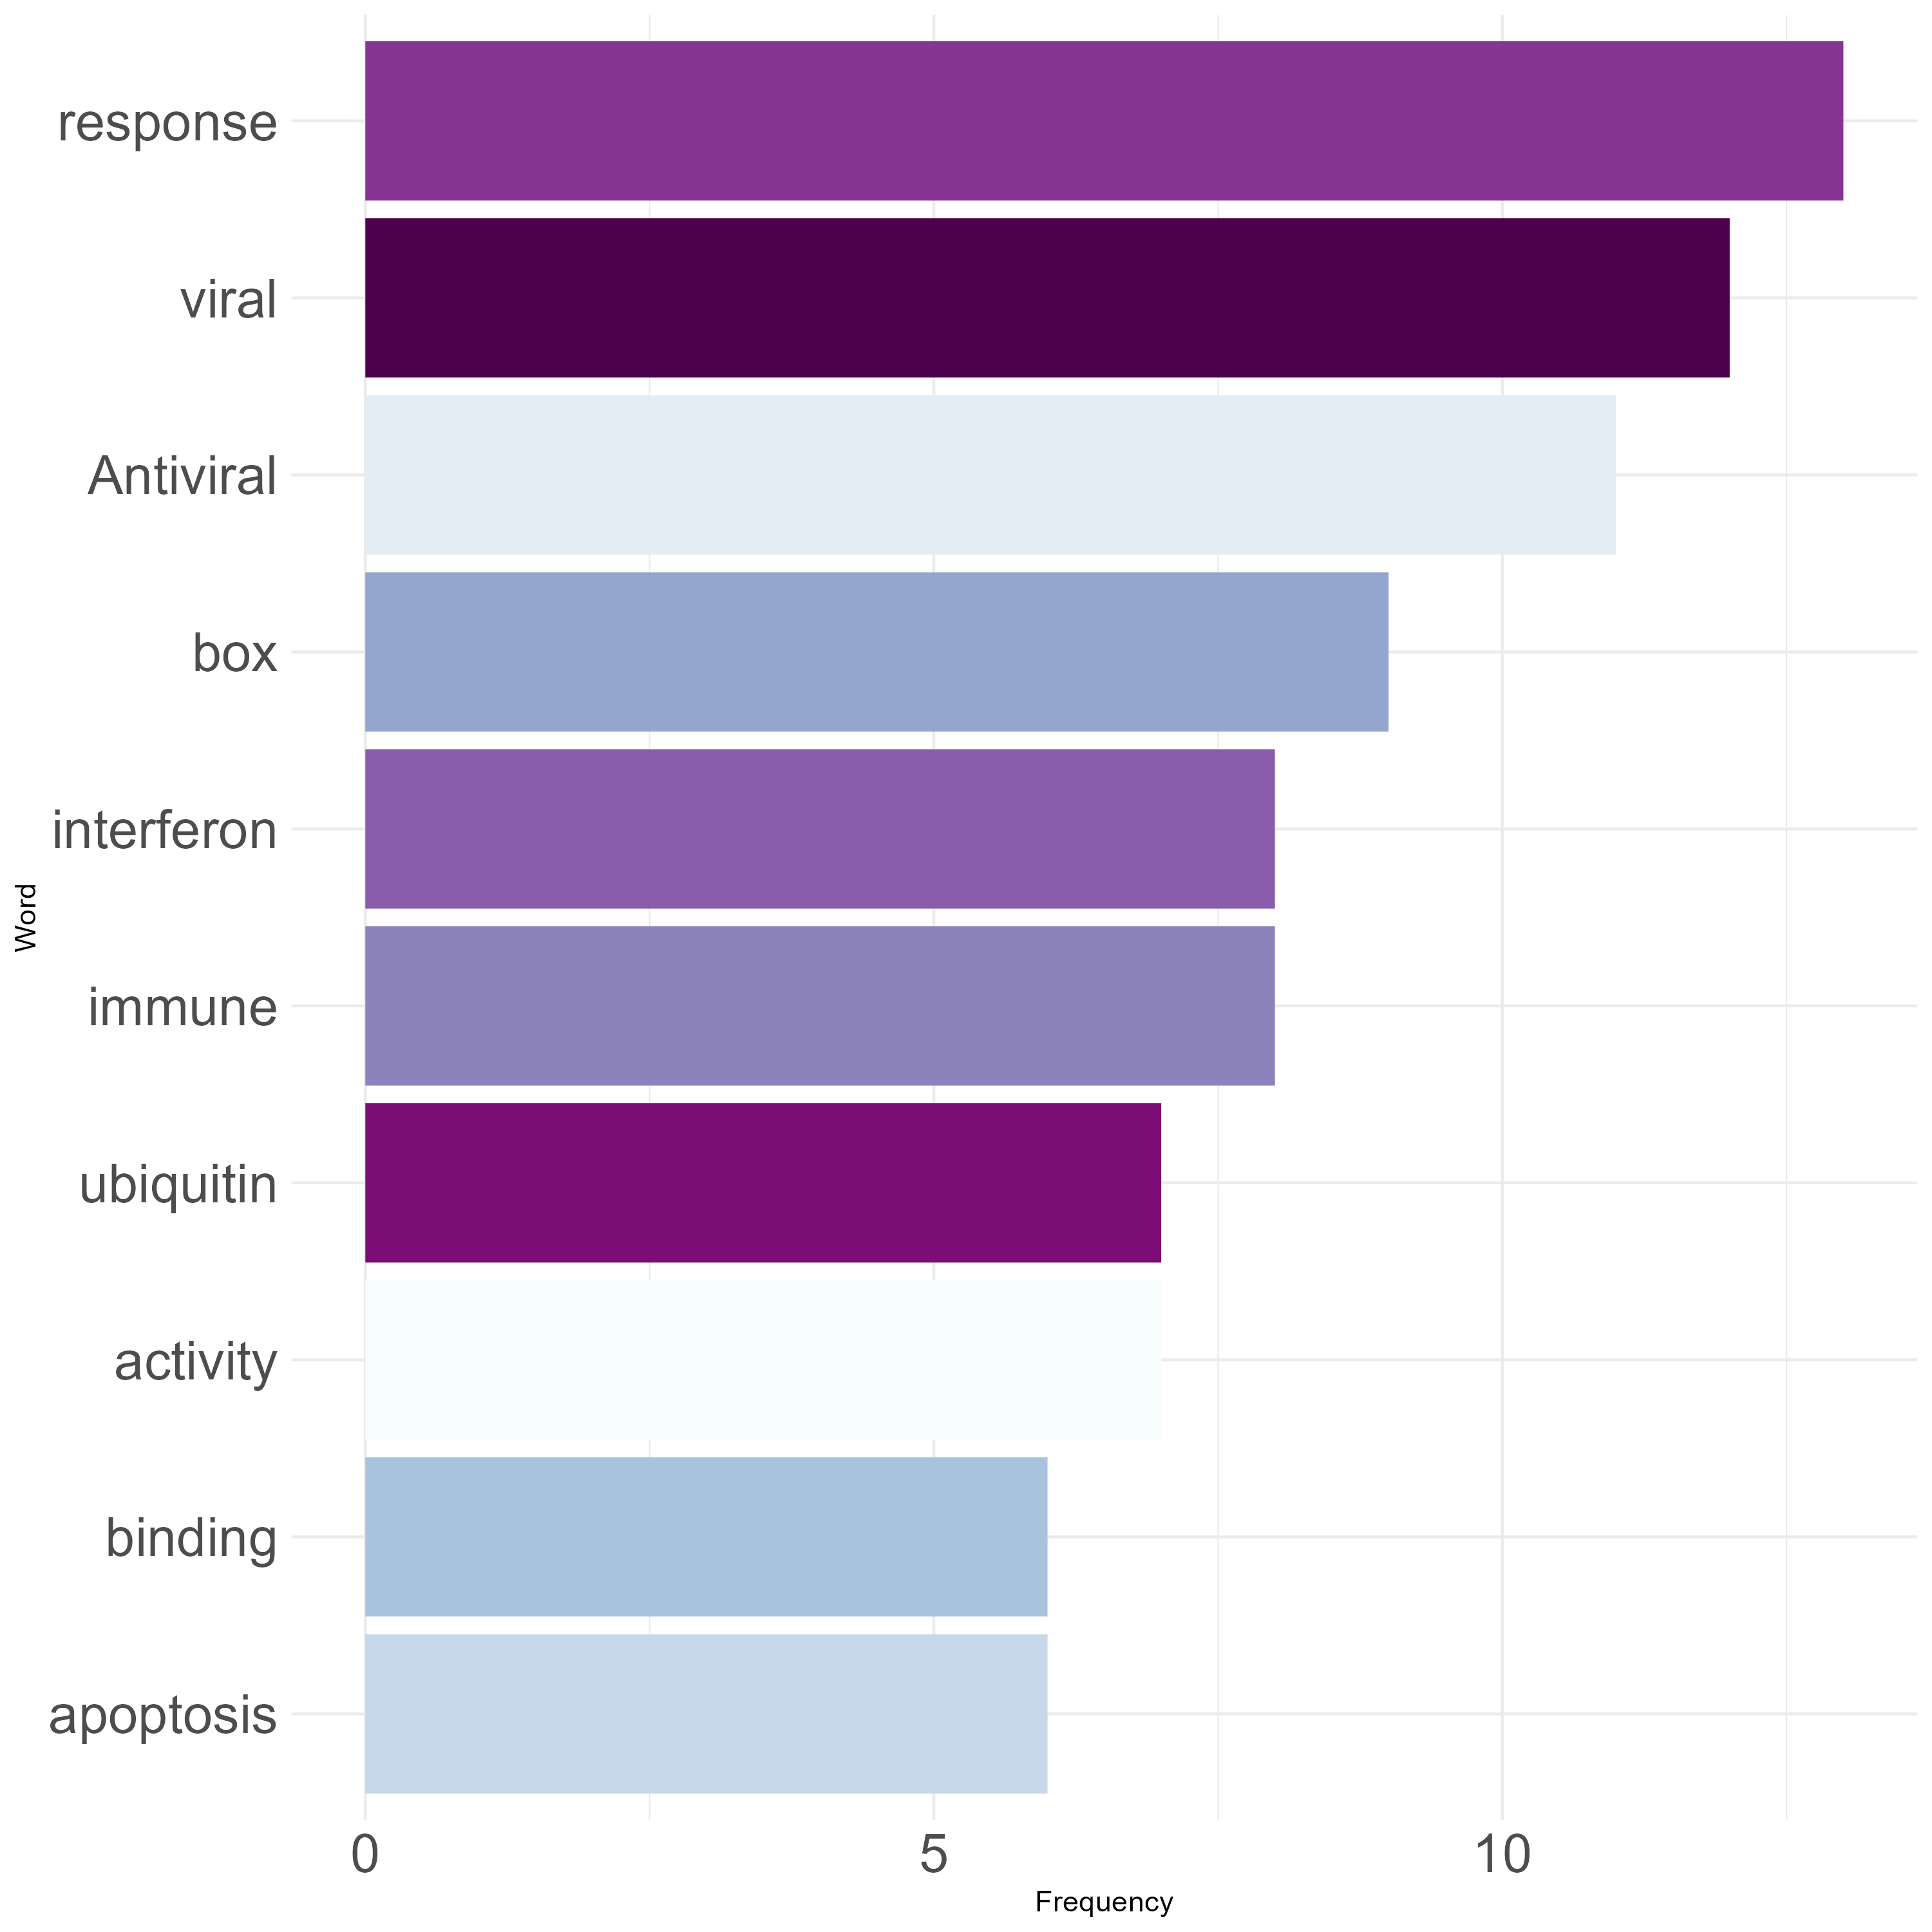 response
viral
Antiviral
box
interferon
immune
ubiquitin
activity
binding
apoptosis
Word
0 5 10
Frequency